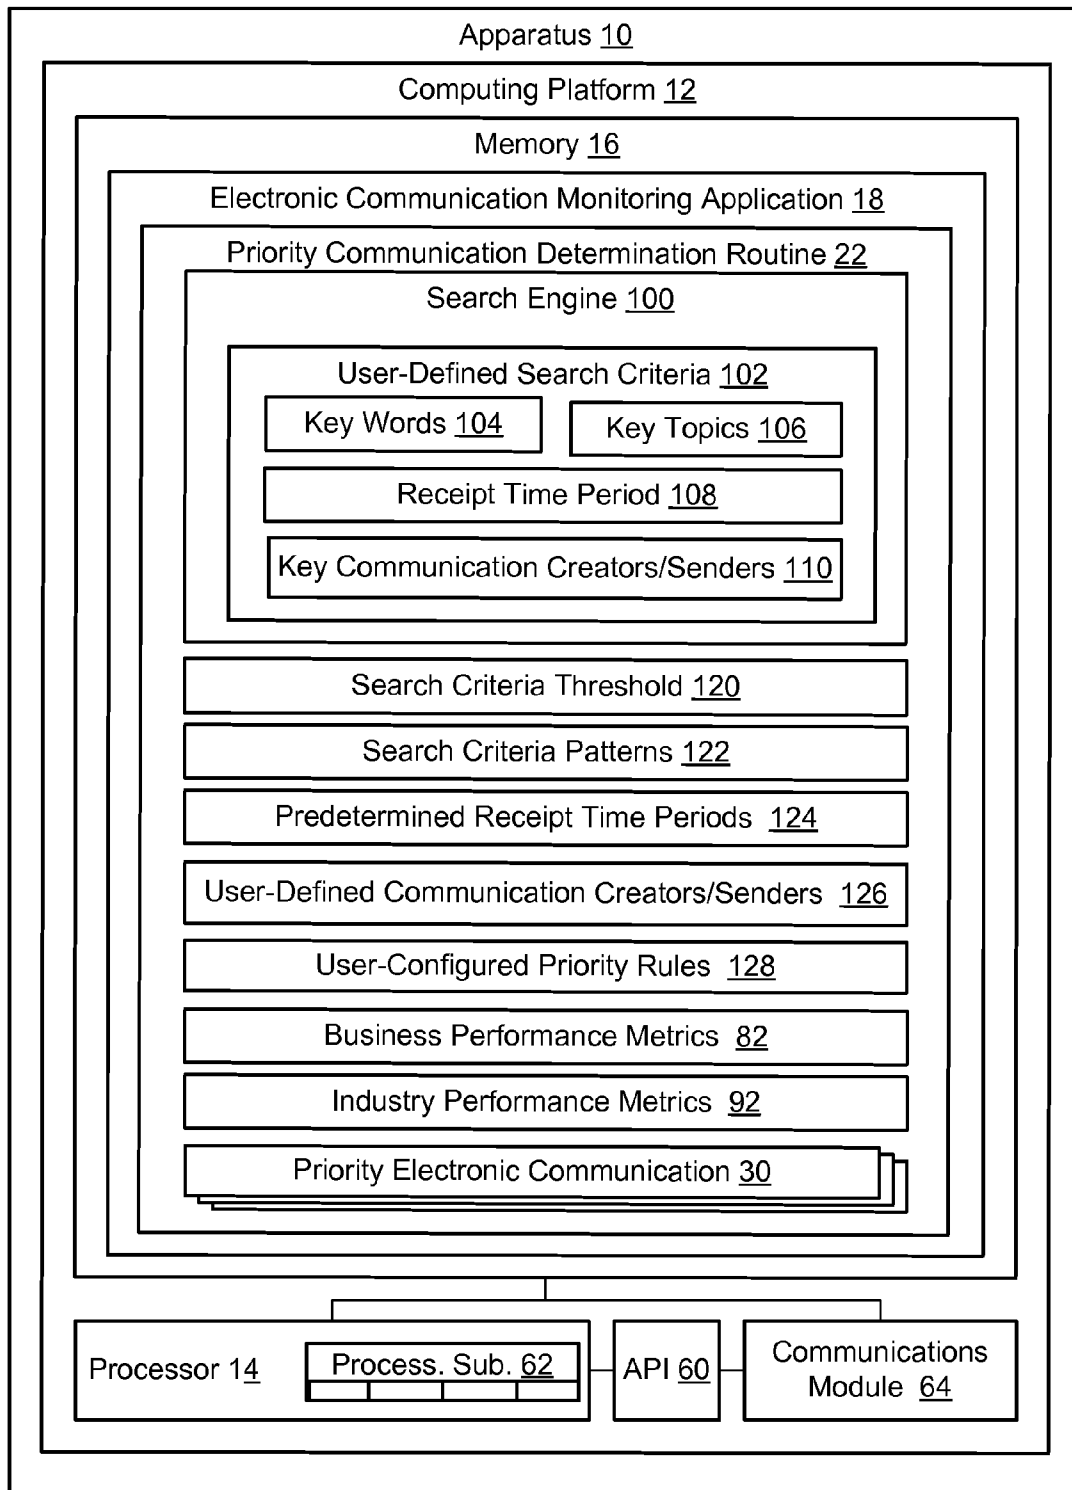 Apparatus 10
Computing Platform 12
Memory 16
Electronic Communication Monitoring Application 18
Priority Communication Determination Routine 22
Search Engine 100
User-Defined Search Criteria 102
Key Words 104
Key Topics 106
Receipt Time Period 108
Key Communication Creators/Senders 110
Search Criteria Threshold 120
Search Criteria Patterns 122
Predetermined Receipt Time Periods 124
User-Defined Communication Creators/Senders 126
User-Configured Priority Rules 128
Business Performance Metrics 82
Industry Performance Metrics 92
Priority Electronic Communication 30
Processor 14
Process. Sub. 62
API 60
Communications
Module 64